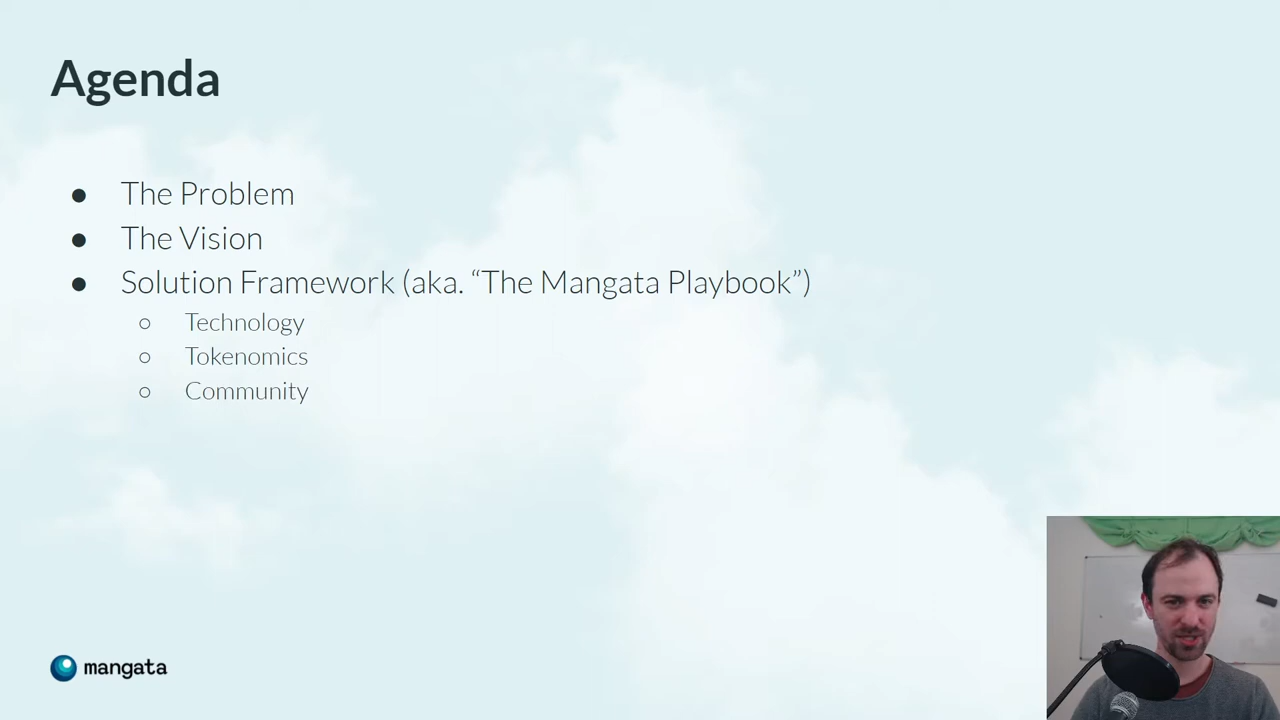 Agenda
● The Problem
● The Vision
● Solution Framework (aka. “The Mangata Playbook”)
○ Technology
○ Tokenomics
○ Community
mangata